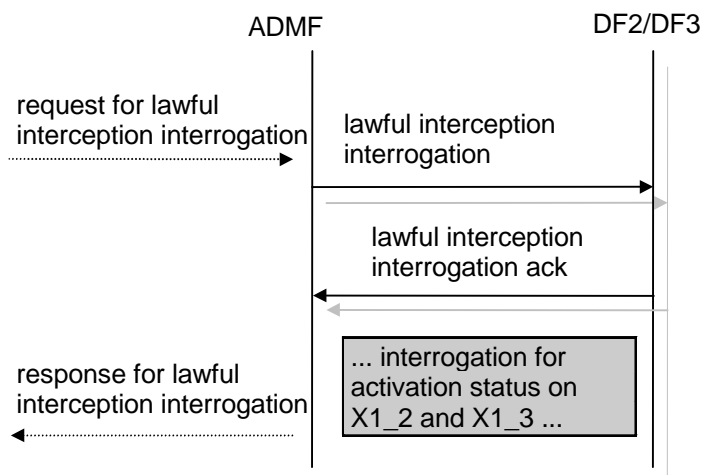 ADMF
DF2/DF3
request for lawful
interception interrogation
lawful interception
interrogation
lawful interception
interrogation ack
... interrogation for
activation status on
X1_2 and X1_3 ...
response for lawful
interception interrogation